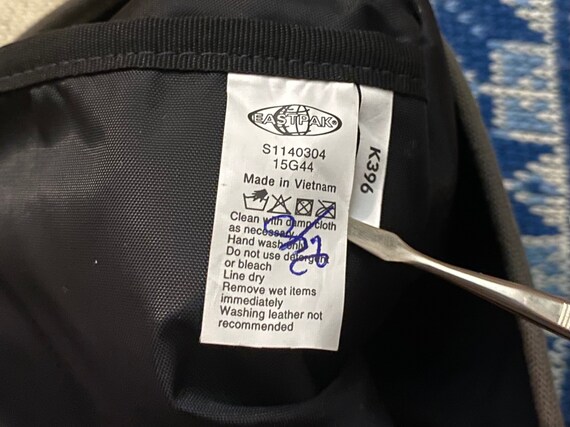 EASTPAK®
S1140304
15G44
Made in Vietnam
Clean with damp cloth
as necessary
Hand wash only
Do not use detergent
or bleach
Line dry
Remove wet items
immediately
Washing leather not
recommended
K396